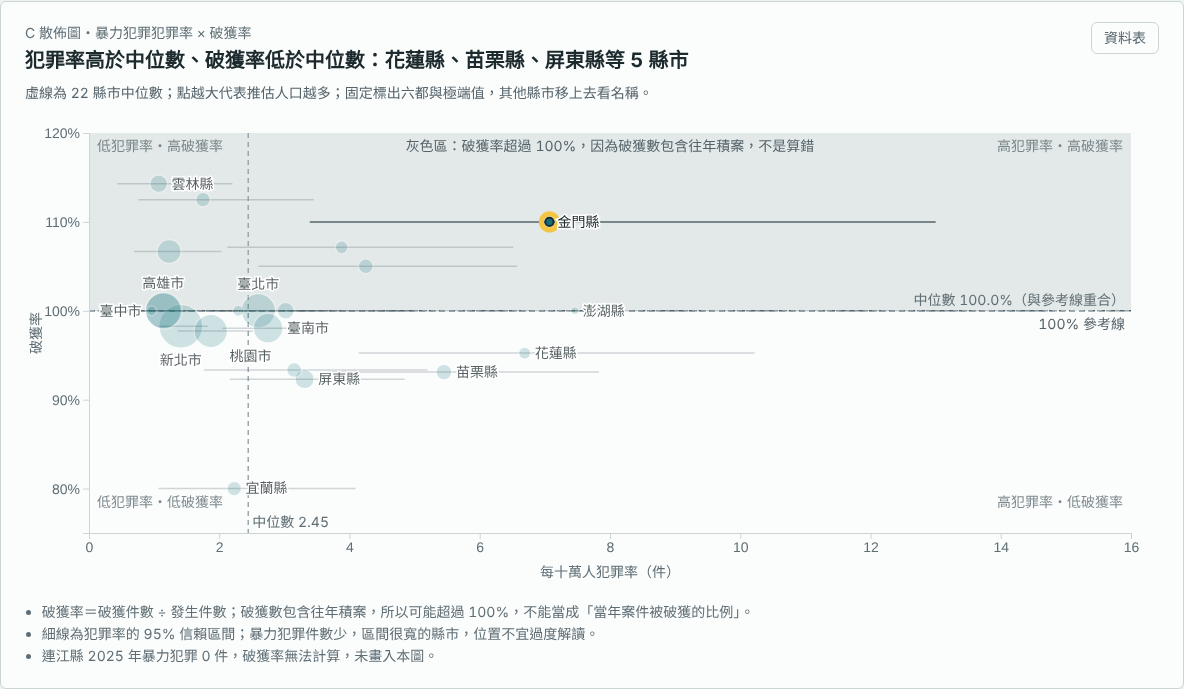 C 散佈圖・暴力犯罪犯罪率 × 破獲率
資料表
犯罪率高於中位數、破獲率低於中位數：花蓮縣、苗栗縣、屏東縣等 5 縣市
虛線為 22 縣市中位數；點越大代表推估人口越多；固定標出六都與極端值，其他縣市移上去看名稱。
120%
低犯罪率・高破獲率
灰色區：破獲率超過 100%，因為破獲數包含往年積案，不是算錯
高犯罪率・高破獲率
雲林縣
110%
金門縣
高雄市
臺北市
中位數 100.0%（與參考線重合）
100%
臺中市
澎湖縣
100% 參考線
臺南市
破獲率
新北市
桃園市
花蓮縣
苗栗縣
屏東縣
90%
80%
宜蘭縣
低犯罪率・低破獲率
高犯罪率・低破獲率
中位數 2.45
0 2 4 6 8 10 12 14 16
每十萬人犯罪率（件）
• 破獲率＝破獲件數 ÷ 發生件數；破獲數包含往年積案，所以可能超過 100%，不能當成「當年案件被破獲的比例」。
• 細線為犯罪率的 95% 信賴區間；暴力犯罪件數少，區間很寬的縣市，位置不宜過度解讀。
• 連江縣 2025 年暴力犯罪 0 件，破獲率無法計算，未畫入本圖。